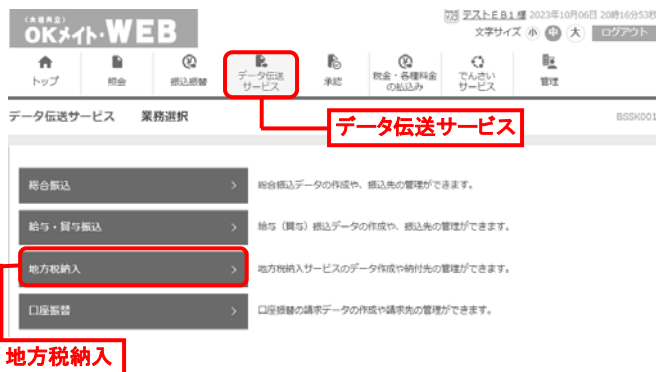 OKメイト・WEB
テストEB1 様 2023年10月06日 20時16分53秒
文字サイズ 小 中 大 ログアウト
トップ
照会
振込振替
データ伝送
サービス
承認
税金・各種料金
の払込み
でんさい
サービス
管理
データ伝送サービス 業務選択
BSSK001
データ伝送サービス
総合振込 > 総合振込データの作成や、振込先の管理ができます。
給与・賞与振込 > 給与(賞与)振込データの作成や、振込先の管理ができます。
地方税納入 > 地方税納入サービスのデータ作成や納付先の管理ができます。
口座振替 > 口座振替の請求データの作成や請求先の管理ができます。
地方税納入